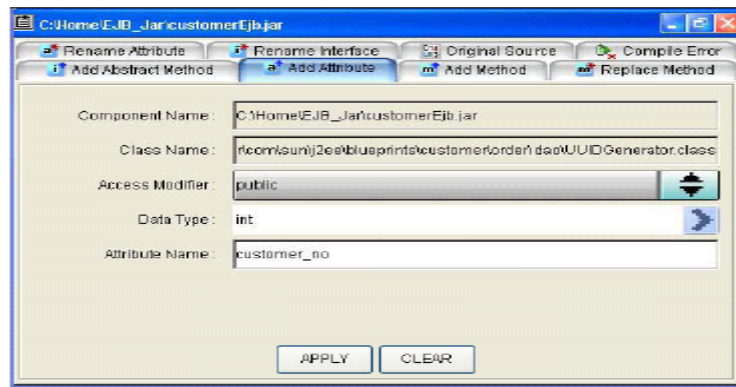 C:\Home\EJB_Jar\customerEjb.jar
Rename Attribute Rename Interface Original Source Compile Error
Add Abstract Method Add Attribute Add Method Replace Method
Component Name : C:\Home\EJB_Jar\customerEjb.jar
Class Name : r\com\sun\j2ee\blueprints\customer\order\dao\UUIDGenerator.class
Access Modifier : public
Data Type : int
Attribute Name : customer_no
APPLY CLEAR